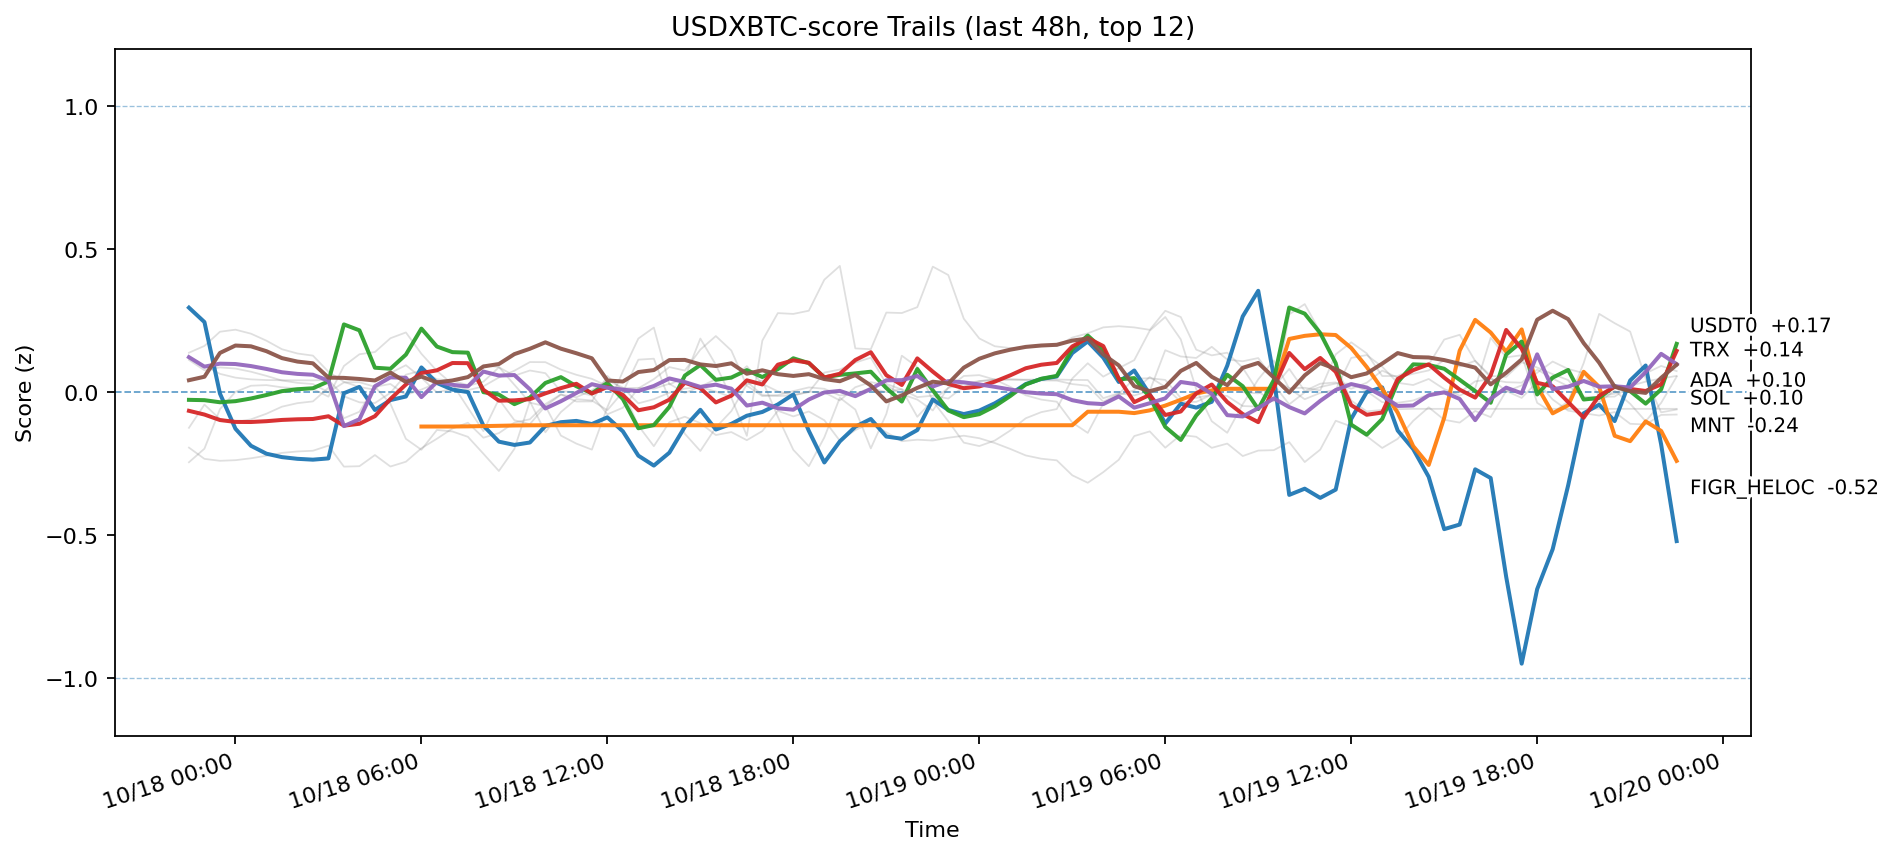 USDXBTC-score Trails (last 48h, top 12)
Score (z)
1.0
0.5
0.0
−0.5
−1.0
USDT0 +0.17
TRX +0.14
ADA +0.10
SOL +0.10
MNT -0.24
FIGR_HELOC -0.52
10/18 00:00
10/18 06:00
10/18 12:00
10/18 18:00
10/19 00:00
10/19 06:00
10/19 12:00
10/19 18:00
10/20 00:00
Time